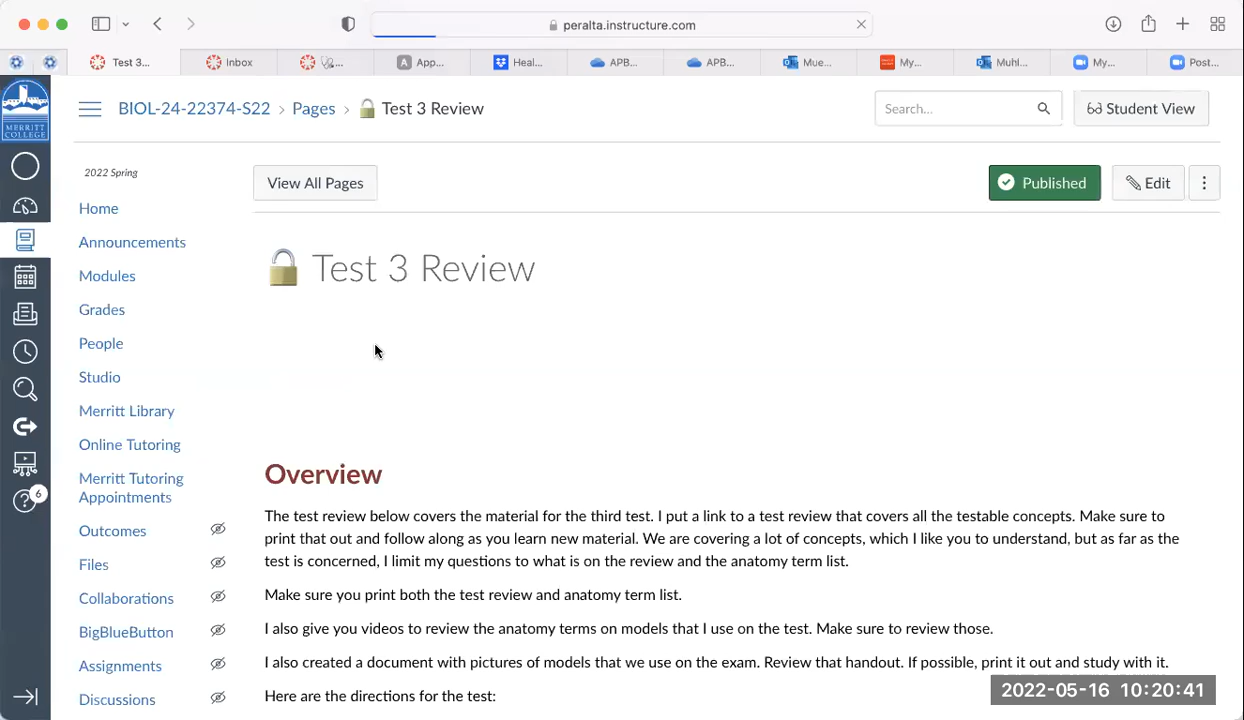 peralta.instructure.com
Test 3...
Inbox
App...
Heal...
APB...
APB...
Mue...
My...
Muhl...
My...
Post...
MERRITT
COLLEGE
BIOL-24-22374-S22 › Pages › Test 3 Review
Search...
Student View
2022 Spring
View All Pages
Published
Edit
Home
Announcements
Modules
Grades
People
Studio
Merritt Library
Online Tutoring
Merritt Tutoring
Appointments
Outcomes
Files
Collaborations
BigBlueButton
Assignments
Discussions
6
Test 3 Review
Overview
The test review below covers the material for the third test. I put a link to a test review that covers all the testable concepts. Make sure to
print that out and follow along as you learn new material. We are covering a lot of concepts, which I like you to understand, but as far as the
test is concerned, I limit my questions to what is on the review and the anatomy term list.
Make sure you print both the test review and anatomy term list.
I also give you videos to review the anatomy terms on models that I use on the test. Make sure to review those.
I also created a document with pictures of models that we use on the exam. Review that handout. If possible, print it out and study with it.
Here are the directions for the test:
2022-05-16 10:20:41